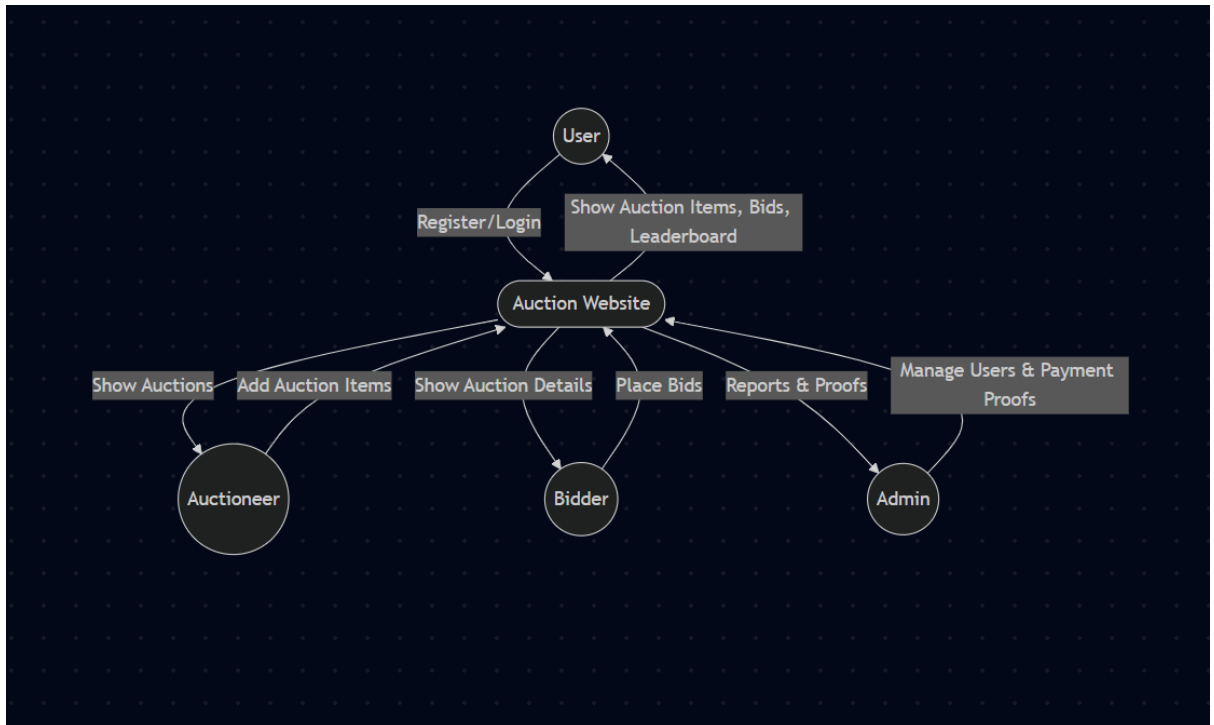 User
Register/Login
Show Auction Items, Bids,
Leaderboard
Auction Website
Show Auctions
Add Auction Items
Show Auction Details
Place Bids
Reports & Proofs
Manage Users & Payment
Proofs
Auctioneer
Bidder
Admin